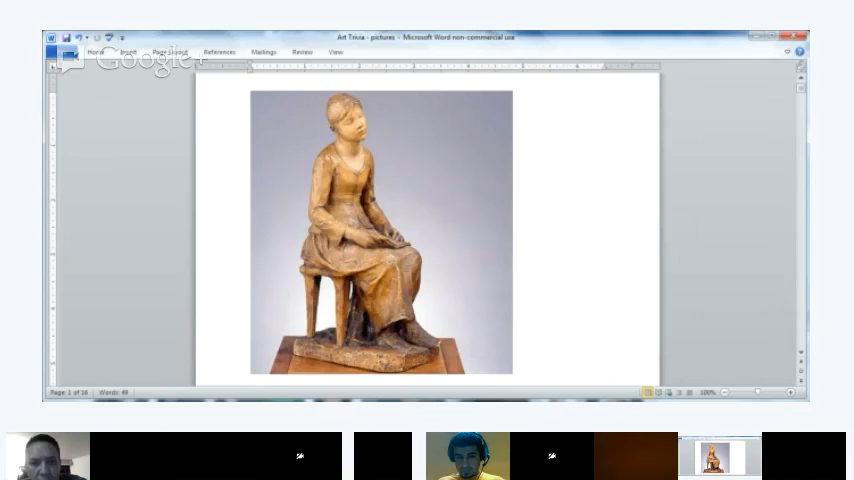 Art Trivia - pictures - Microsoft Word non-commercial use
Home Insert Page Layout References Mailings Review View
Google+
Page: 1 of 16 Words: 49 100%